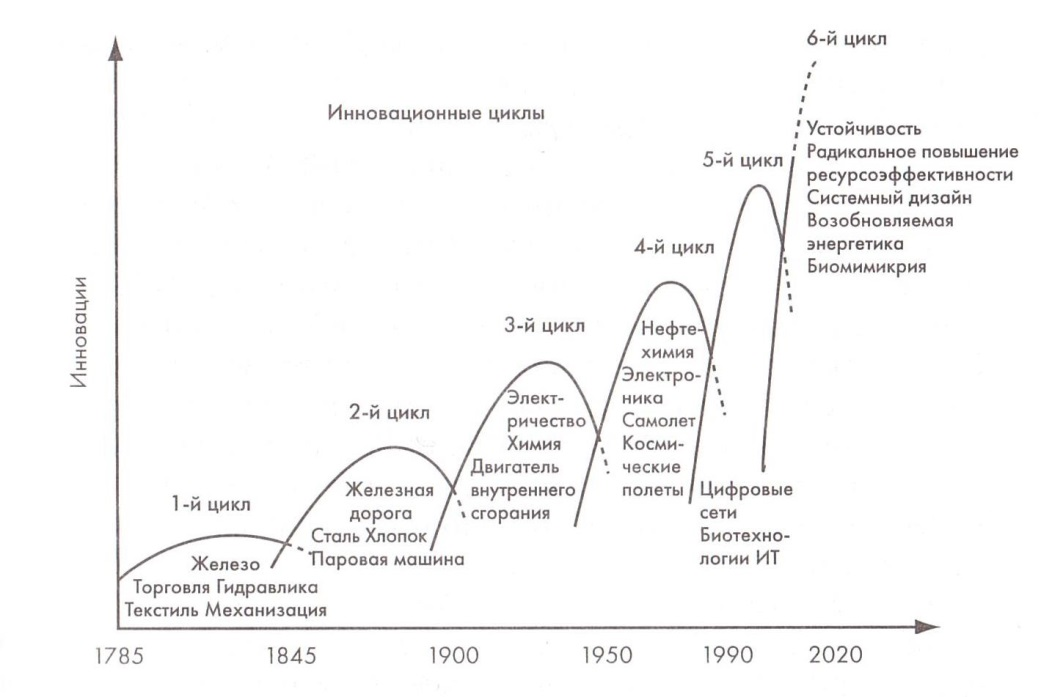 6-й цикл
Инновационные циклы
Устойчивость
Радикальное повышение
ресурсоэффективности
Системный дизайн
Возобновляемая
энергетика
Биомимикрия
5-й цикл
4-й цикл
Нефте-
химия
Электро-
ника
Самолет
Косми-
ческие
полеты
3-й цикл
Элект-
ричество
Химия
Двигатель
внутреннего
сгорания
2-й цикл
Железная
дорога
Сталь Хлопок
Паровая машина
Цифровые
сети
Биотехно-
логии ИТ
1-й цикл
Железо
Торговля Гидравлика
Текстиль Механизация
Инновации
1785
1845
1900
1950
1990
2020